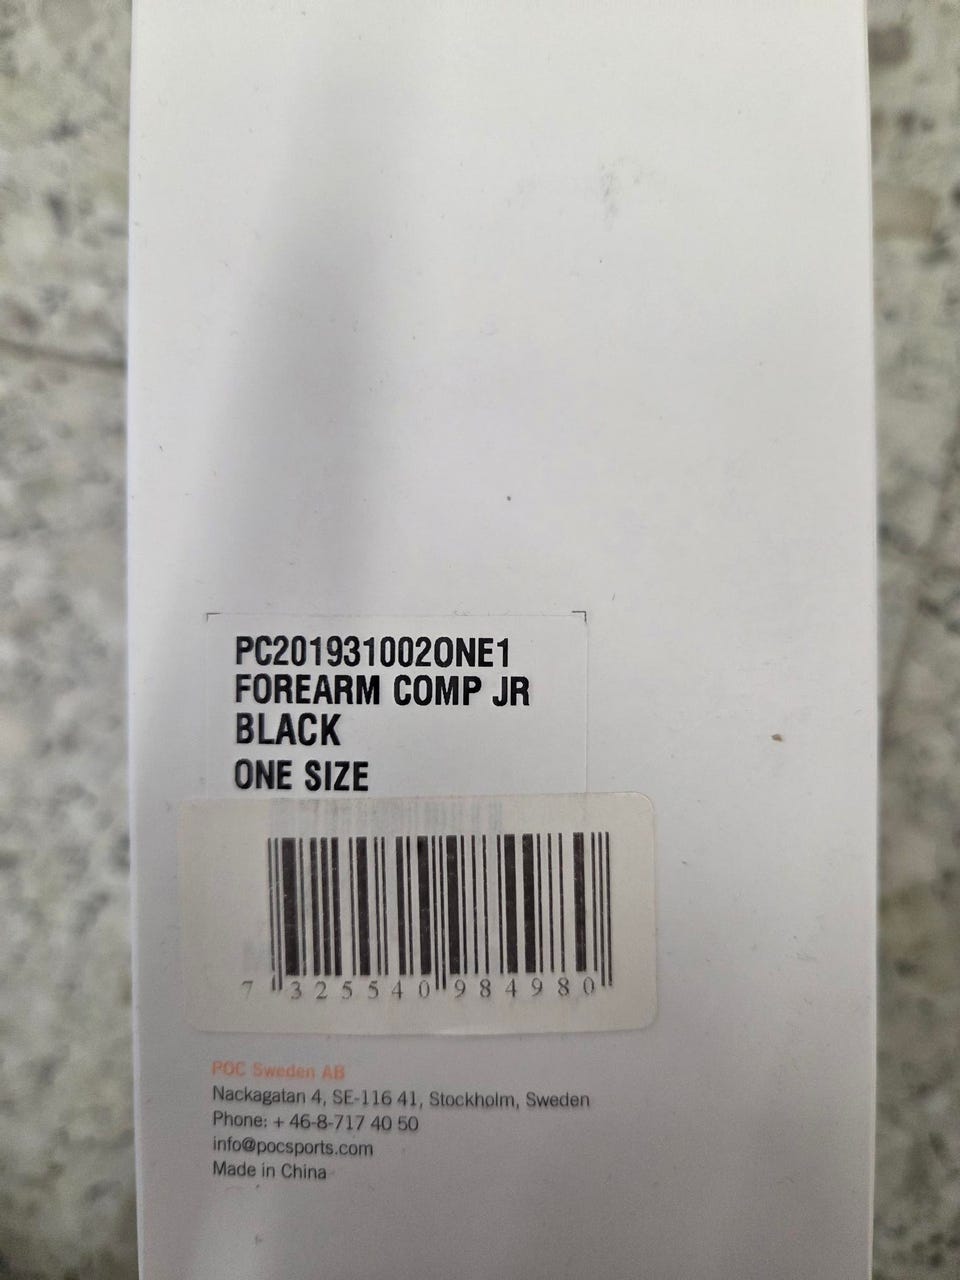 PC201931002ONE1
FOREARM COMP JR
BLACK
ONE SIZE
7 325540 984980
POC Sweden AB
Nackagatan 4, SE-116 41, Stockholm, Sweden
Phone: + 46-8-717 40 50
info@pocsports.com
Made in China